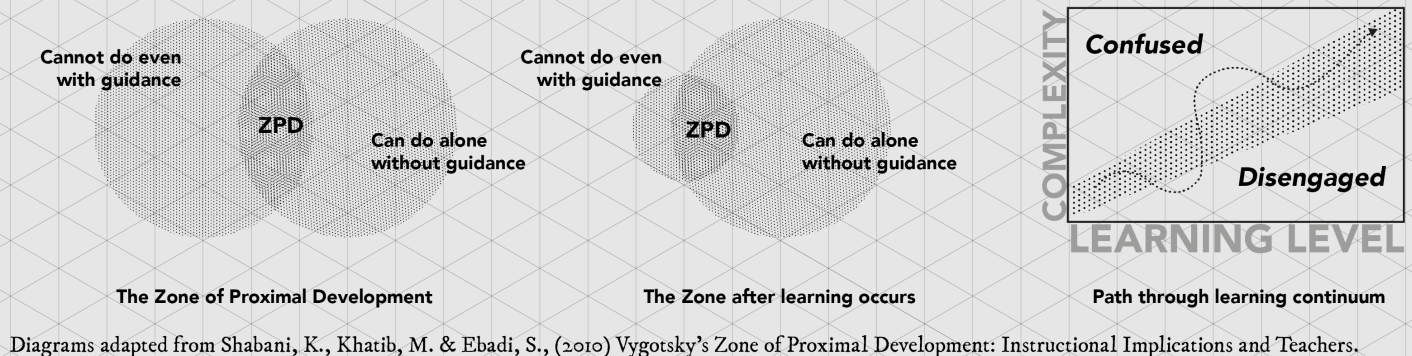 Cannot do even
with guidance
ZPD
Can do alone
without guidance
The Zone of Proximal Development
Cannot do even
with guidance
ZPD
Can do alone
without guidance
The Zone after learning occurs
COMPLEXITY
Confused
Disengaged
LEARNING LEVEL
Path through learning continuum
Diagrams adapted from Shabani, K., Khatib, M. & Ebadi, S., (2010) Vygotsky's Zone of Proximal Development: Instructional Implications and Teachers.